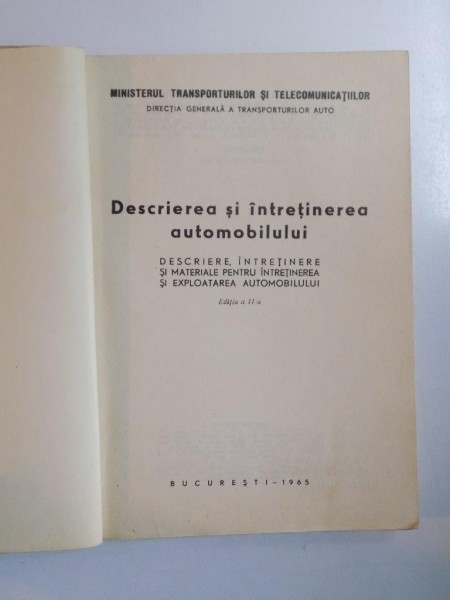 MINISTERUL TRANSPORTURILOR ȘI TELECOMUNICAȚIILOR
DIRECȚIA GENERALĂ A TRANSPORTURILOR AUTO
Descrierea și întreținerea
automobilului
DESCRIERE, ÎNTREȚINERE
ȘI MATERIALE PENTRU ÎNTREȚINEREA
ȘI EXPLOATAREA AUTOMOBILULUI
Ediția a II-a
BUCUREȘTI – 1965